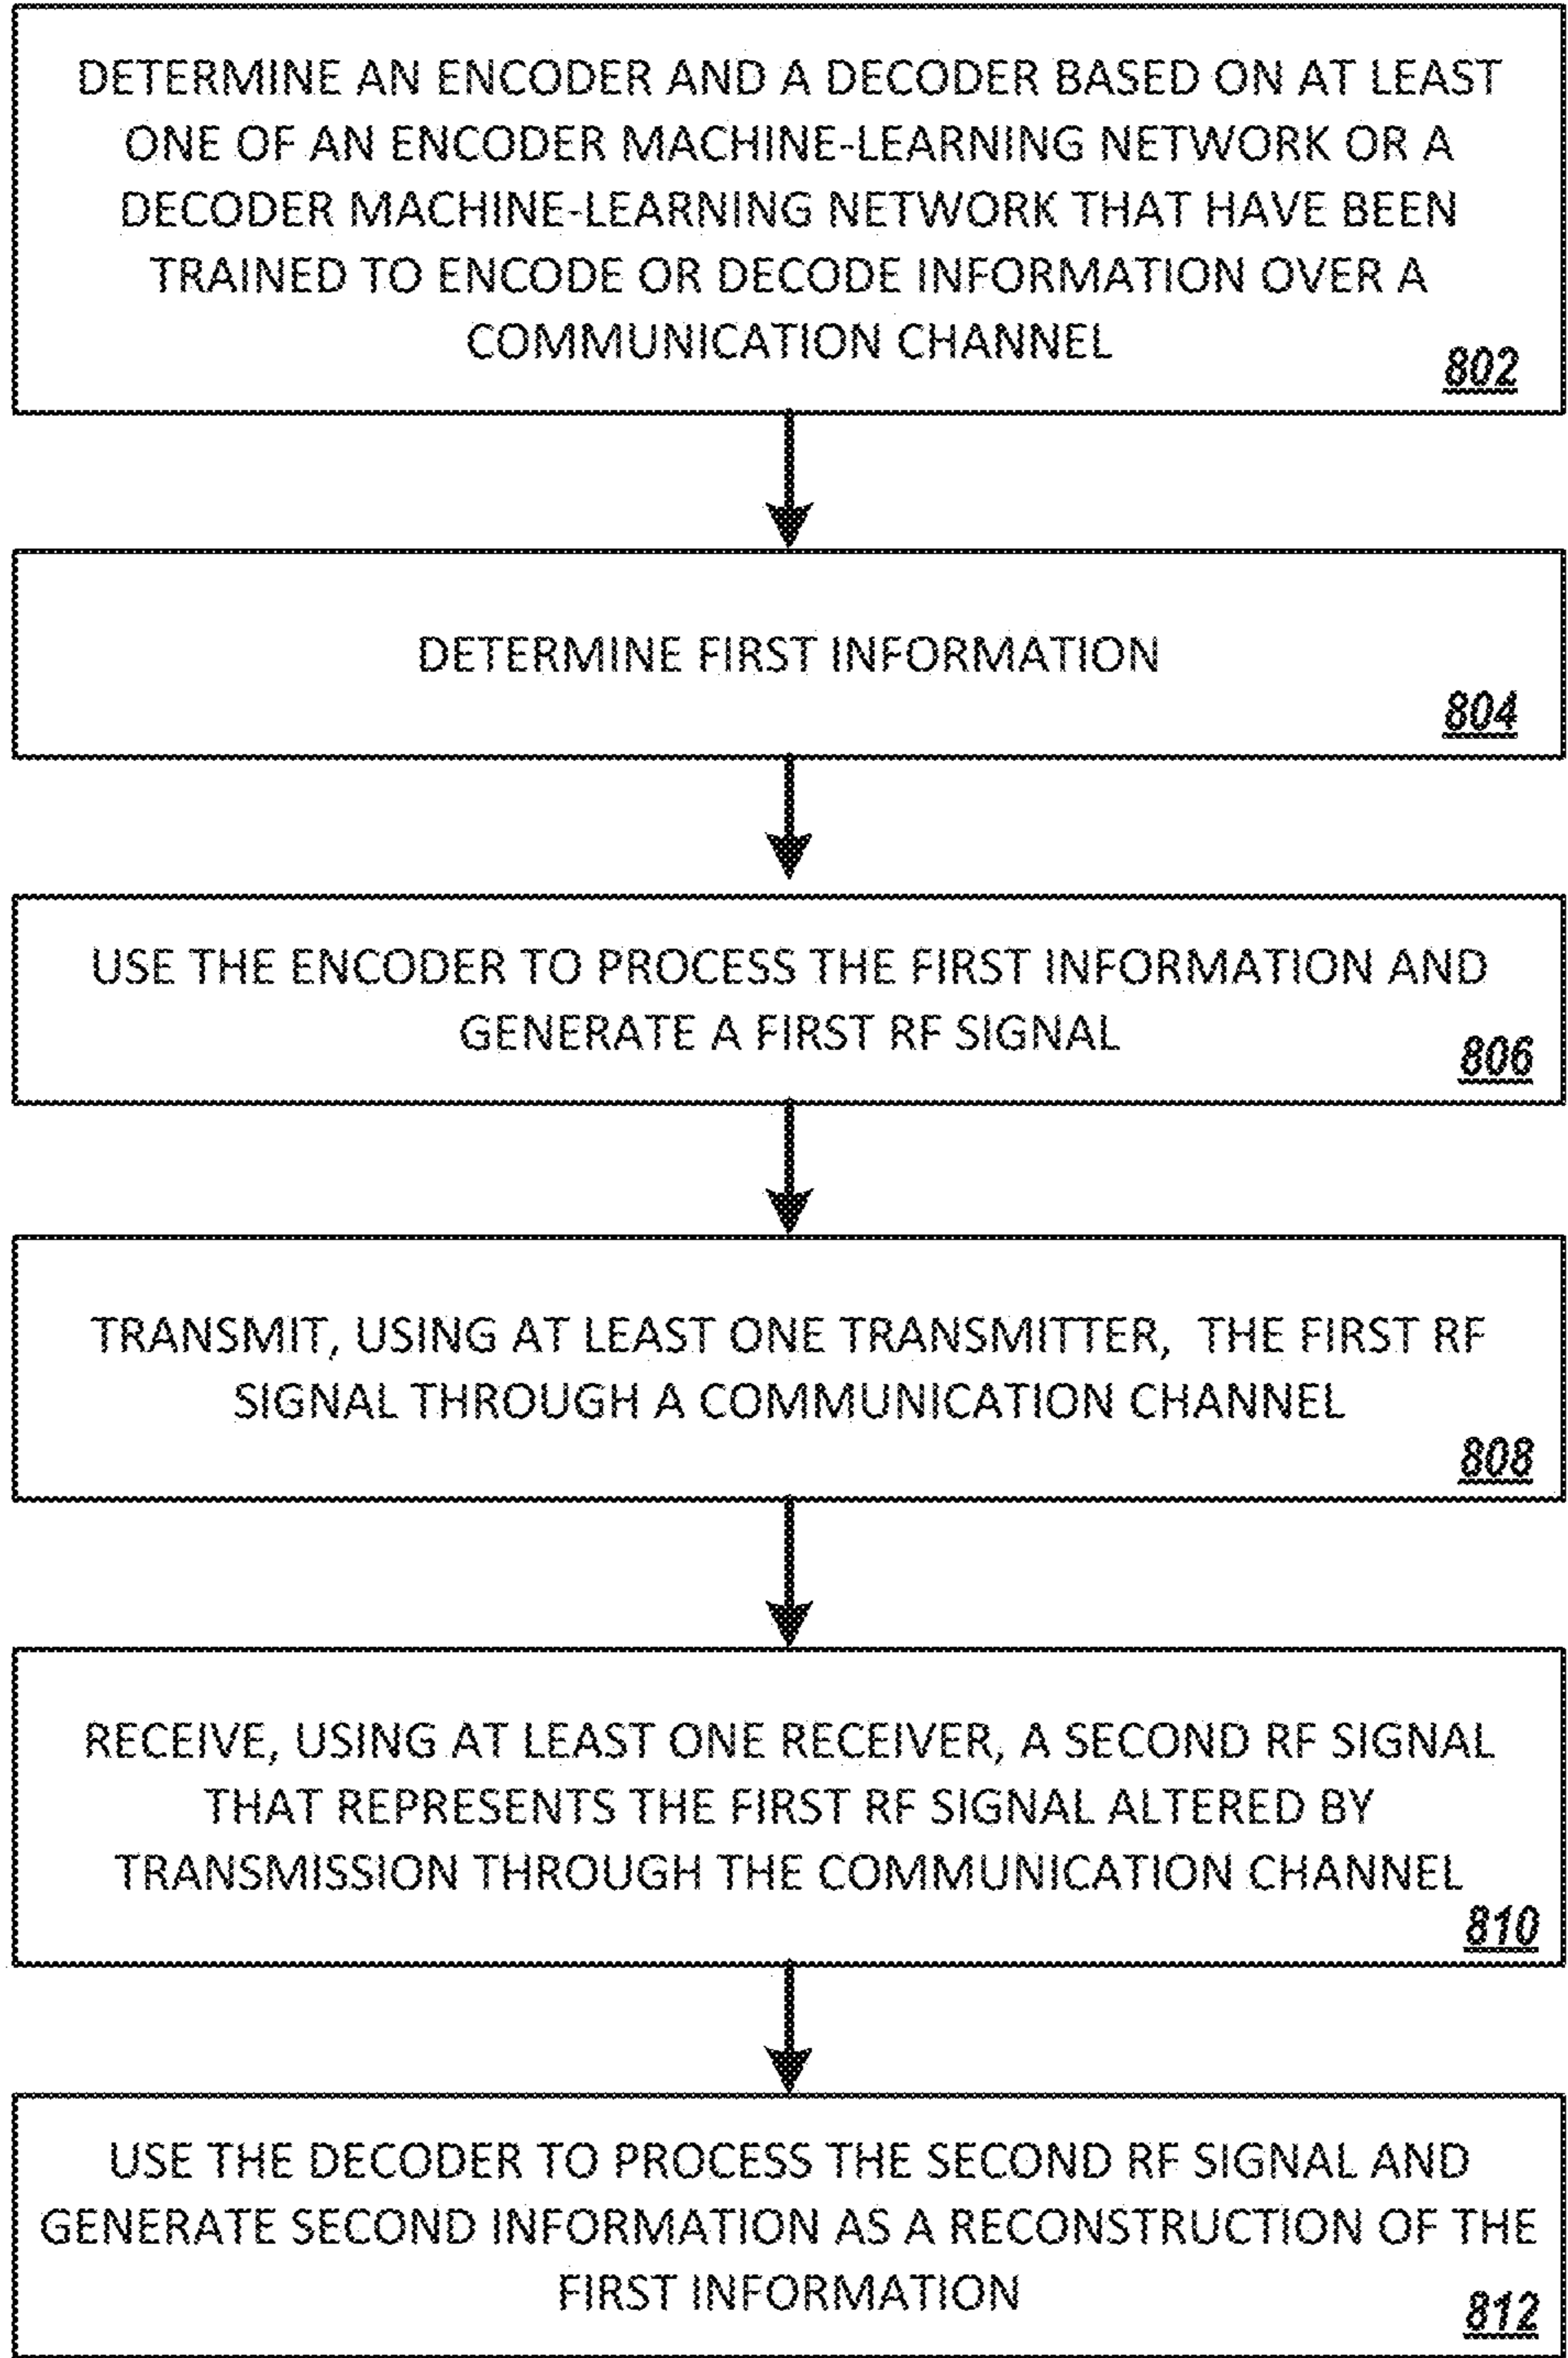 DETERMINE AN ENCODER AND A DECODER BASED ON AT LEAST
ONE OF AN ENCODER MACHINE-LEARNING NETWORK OR A
DECODER MACHINE-LEARNING NETWORK THAT HAVE BEEN
TRAINED TO ENCODE OR DECODE INFORMATION OVER A
COMMUNICATION CHANNEL
802
DETERMINE FIRST INFORMATION
804
USE THE ENCODER TO PROCESS THE FIRST INFORMATION AND
GENERATE A FIRST RF SIGNAL
806
TRANSMIT, USING AT LEAST ONE TRANSMITTER, THE FIRST RF
SIGNAL THROUGH A COMMUNICATION CHANNEL
808
RECEIVE, USING AT LEAST ONE RECEIVER, A SECOND RF SIGNAL
THAT REPRESENTS THE FIRST RF SIGNAL ALTERED BY
TRANSMISSION THROUGH THE COMMUNICATION CHANNEL
810
USE THE DECODER TO PROCESS THE SECOND RF SIGNAL AND
GENERATE SECOND INFORMATION AS A RECONSTRUCTION OF THE
FIRST INFORMATION
812